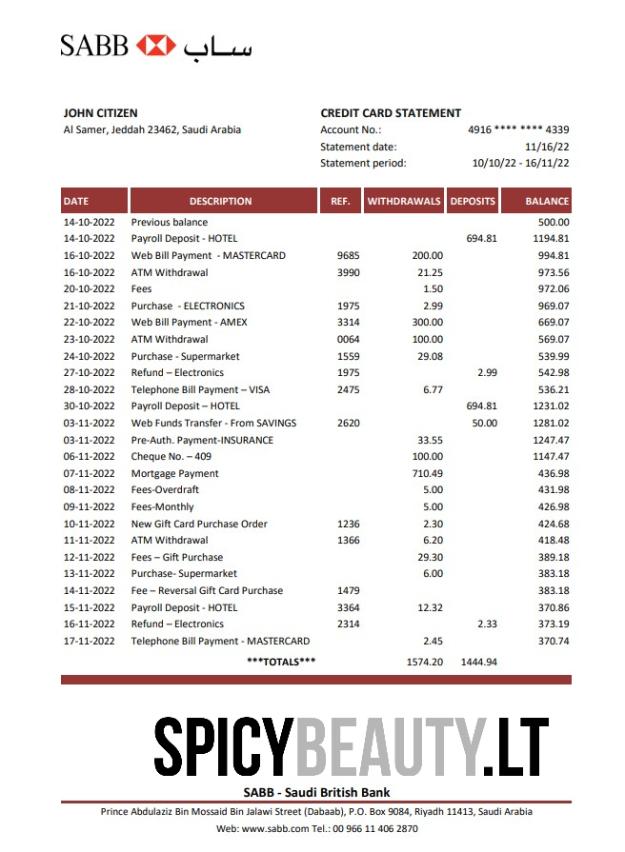 SABB ساب
JOHN CITIZEN
Al Samer, Jeddah 23462, Saudi Arabia
CREDIT CARD STATEMENT
Account No.: 4916 **** **** 4339
Statement date: 11/16/22
Statement period: 10/10/22 - 16/11/22
DATE DESCRIPTION REF. WITHDRAWALS DEPOSITS BALANCE
14-10-2022 Previous balance 500.00
14-10-2022 Payroll Deposit - HOTEL 694.81 1194.81
16-10-2022 Web Bill Payment - MASTERCARD 9685 200.00 994.81
16-10-2022 ATM Withdrawal 3990 21.25 973.56
20-10-2022 Fees 1.50 972.06
21-10-2022 Purchase - ELECTRONICS 1975 2.99 969.07
22-10-2022 Web Bill Payment - AMEX 3314 300.00 669.07
23-10-2022 ATM Withdrawal 0064 100.00 569.07
24-10-2022 Purchase - Supermarket 1559 29.08 539.99
27-10-2022 Refund – Electronics 1975 2.99 542.98
28-10-2022 Telephone Bill Payment – VISA 2475 6.77 536.21
30-10-2022 Payroll Deposit – HOTEL 694.81 1231.02
03-11-2022 Web Funds Transfer - From SAVINGS 2620 50.00 1281.02
03-11-2022 Pre-Auth. Payment-INSURANCE 33.55 1247.47
06-11-2022 Cheque No. – 409 100.00 1147.47
07-11-2022 Mortgage Payment 710.49 436.98
08-11-2022 Fees-Overdraft 5.00 431.98
09-11-2022 Fees-Monthly 5.00 426.98
10-11-2022 New Gift Card Purchase Order 1236 2.30 424.68
11-11-2022 ATM Withdrawal 1366 6.20 418.48
12-11-2022 Fees – Gift Purchase 29.30 389.18
13-11-2022 Purchase- Supermarket 6.00 383.18
14-11-2022 Fee – Reversal Gift Card Purchase 1479 383.18
15-11-2022 Payroll Deposit - HOTEL 3364 12.32 370.86
16-11-2022 Refund – Electronics 2314 2.33 373.19
17-11-2022 Telephone Bill Payment - MASTERCARD 2.45 370.74
***TOTALS*** 1574.20 1444.94
SPICYBEAUTY.LT
SABB - Saudi British Bank
Prince Abdulaziz Bin Mossaid Bin Jalawi Street (Dabaab), P.O. Box 9084, Riyadh 11413, Saudi Arabia
Web: www.sabb.com Tel.: 00 966 11 406 2870